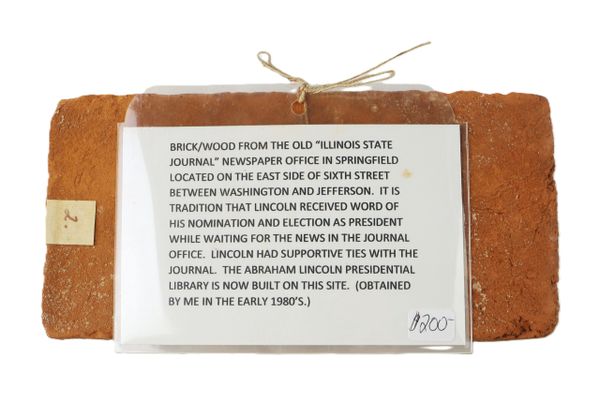 BRICK/WOOD FROM THE OLD "ILLINOIS STATE
JOURNAL" NEWSPAPER OFFICE IN SPRINGFIELD
LOCATED ON THE EAST SIDE OF SIXTH STREET
BETWEEN WASHINGTON AND JEFFERSON. IT IS
TRADITION THAT LINCOLN RECEIVED WORD OF
HIS NOMINATION AND ELECTION AS PRESIDENT
WHILE WAITING FOR THE NEWS IN THE JOURNAL
OFFICE. LINCOLN HAD SUPPORTIVE TIES WITH THE
JOURNAL. THE ABRAHAM LINCOLN PRESIDENTIAL
LIBRARY IS NOW BUILT ON THIS SITE. (OBTAINED
BY ME IN THE EARLY 1980'S.)
$200-
2.